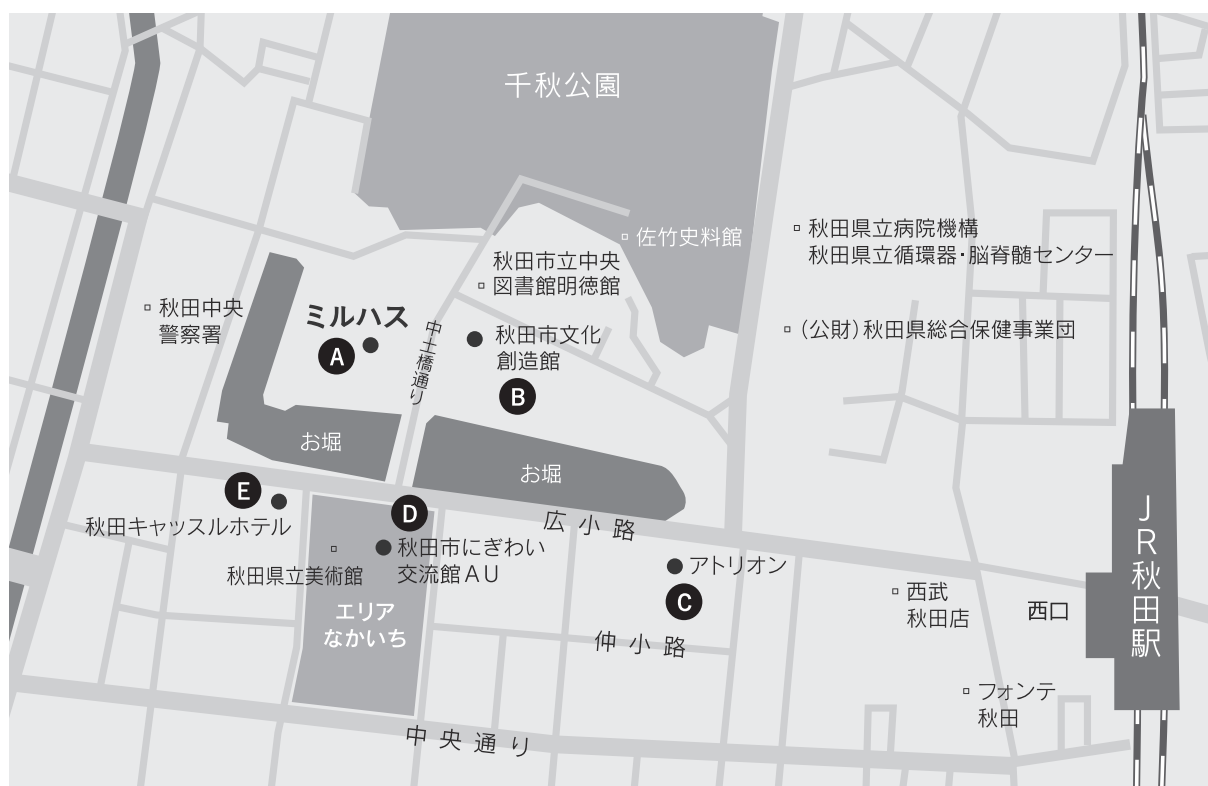 千秋公園
佐竹史料館
秋田県立病院機構
秋田県立循環器・脳脊髄センター
秋田市立中央
図書館明徳館
秋田中央
警察署
ミルハス
A
中土橋通り
秋田市文化
創造館
B
(公財)秋田県総合保健事業団
お堀
お堀
E
秋田キャッスルホテル
D
秋田市にぎわい
交流館AU
広小路
秋田県立美術館
エリア
なかいち
アトリオン
C
仲小路
西武
秋田店
西口
JR秋田駅
フォンテ
秋田
中央通り